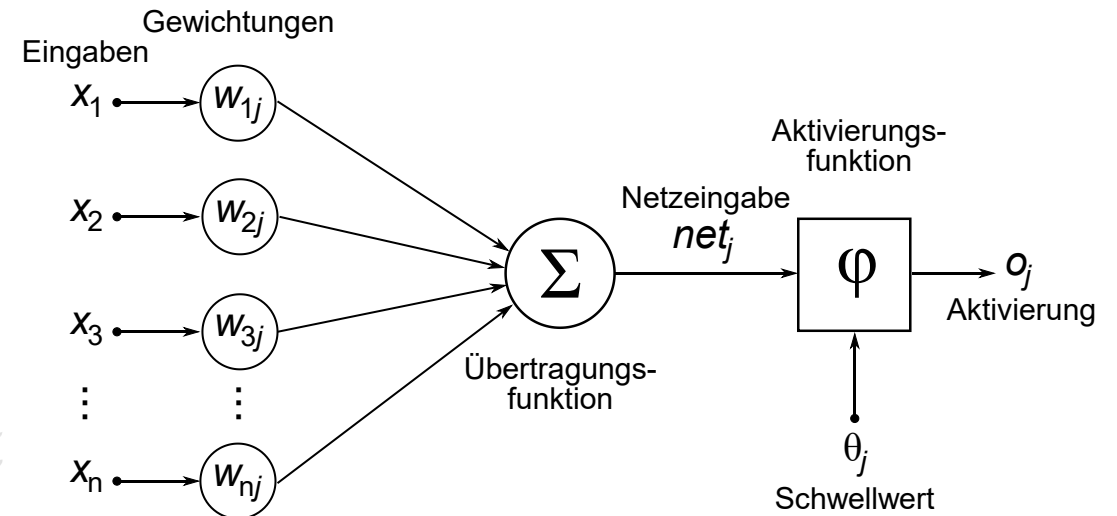 Gewichtungen
Eingaben
x1 w1j
x2 w2j
x3 w3j
⋮ ⋮
xn wnj
Σ
Übertragungs-
funktion
Netzeingabe
netj
Aktivierungs-
funktion
φ
oj
Aktivierung
θj
Schwellwert